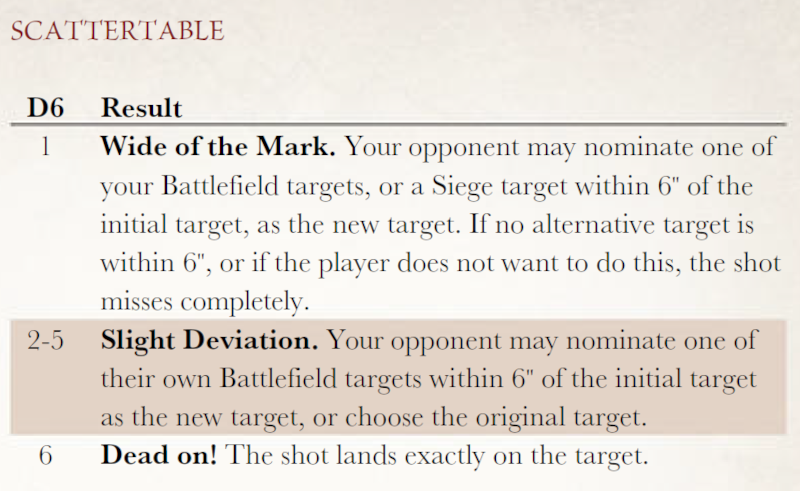 SCATTERTABLE
D6 Result
1 Wide of the Mark. Your opponent may nominate one of
your Battlefield targets, or a Siege target within 6" of the
initial target, as the new target. If no alternative target is
within 6", or if the player does not want to do this, the shot
misses completely.
2-5 Slight Deviation. Your opponent may nominate one of
their own Battlefield targets within 6" of the initial target
as the new target, or choose the original target.
6 Dead on! The shot lands exactly on the target.